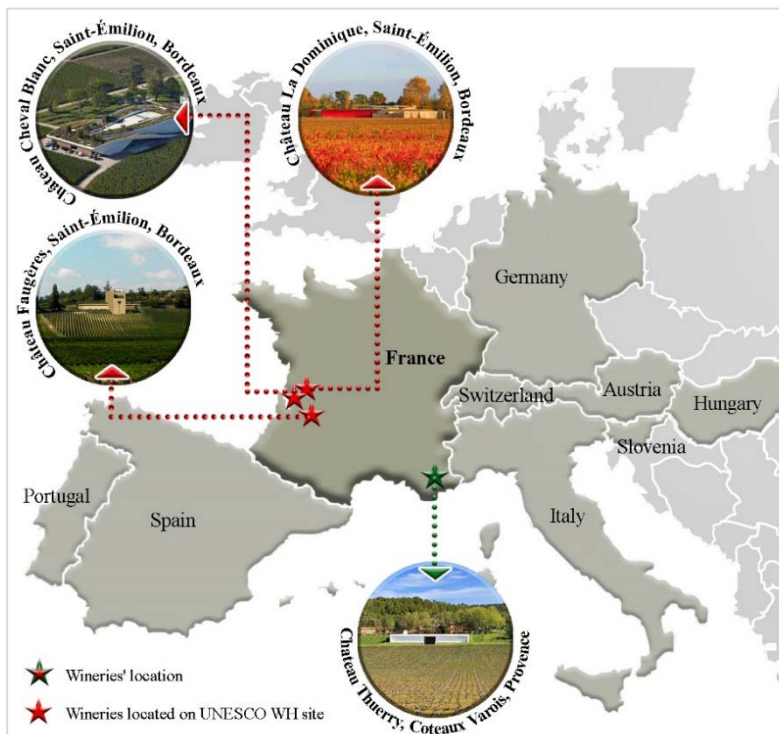 Château Cheval Blanc, Saint-Émilion, Bordeaux
Château La Dominique, Saint-Émilion, Bordeaux
Château Faugères, Saint-Émilion, Bordeaux
Germany
France
Switzerland
Austria
Hungary
Slovenia
Portugal
Spain
Italy
Chateau Thuerry, Coteaux Varois, Provence
Wineries' location
Wineries located on UNESCO WH site